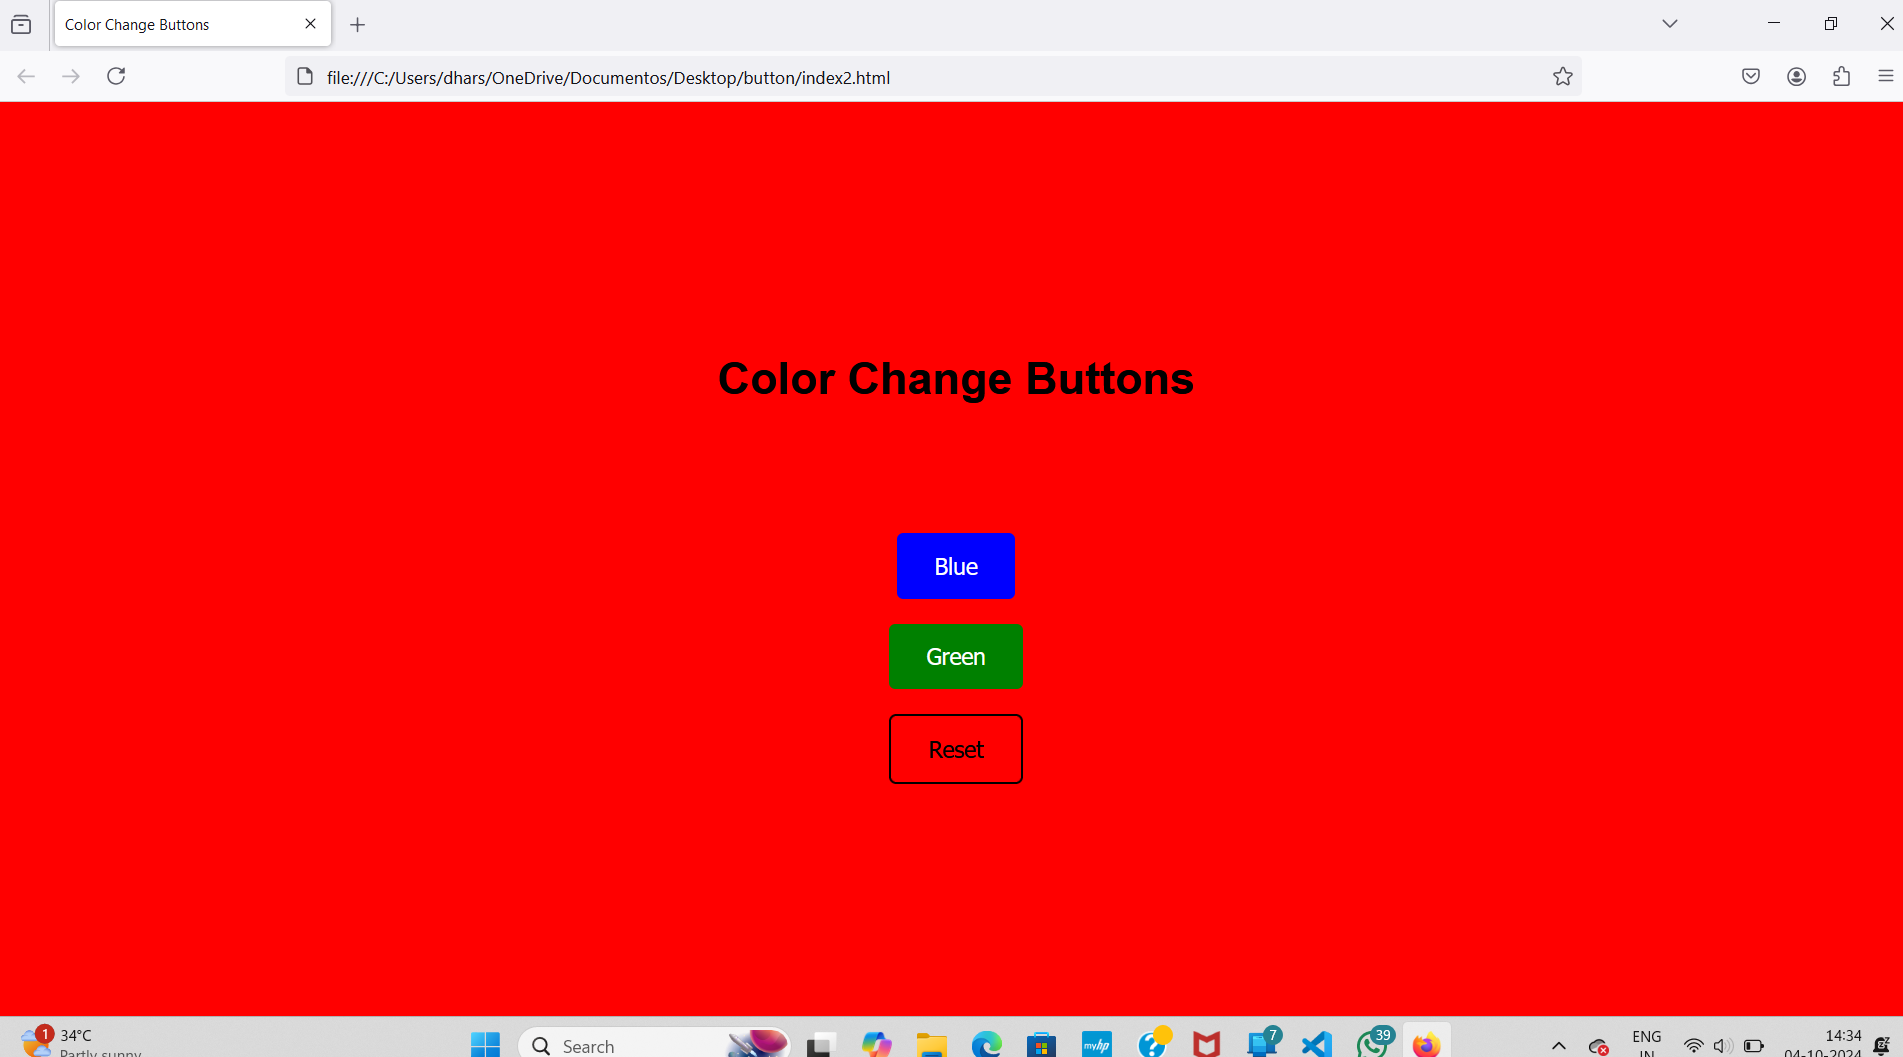 Color Change Buttons
file:///C:/Users/dhars/OneDrive/Documentos/Desktop/button/index2.html
Color Change Buttons
Blue
Green
Reset
1
34°C
Partly sunny
Search
myhp
7
39
ENG
IN
14:34
04-10-2024